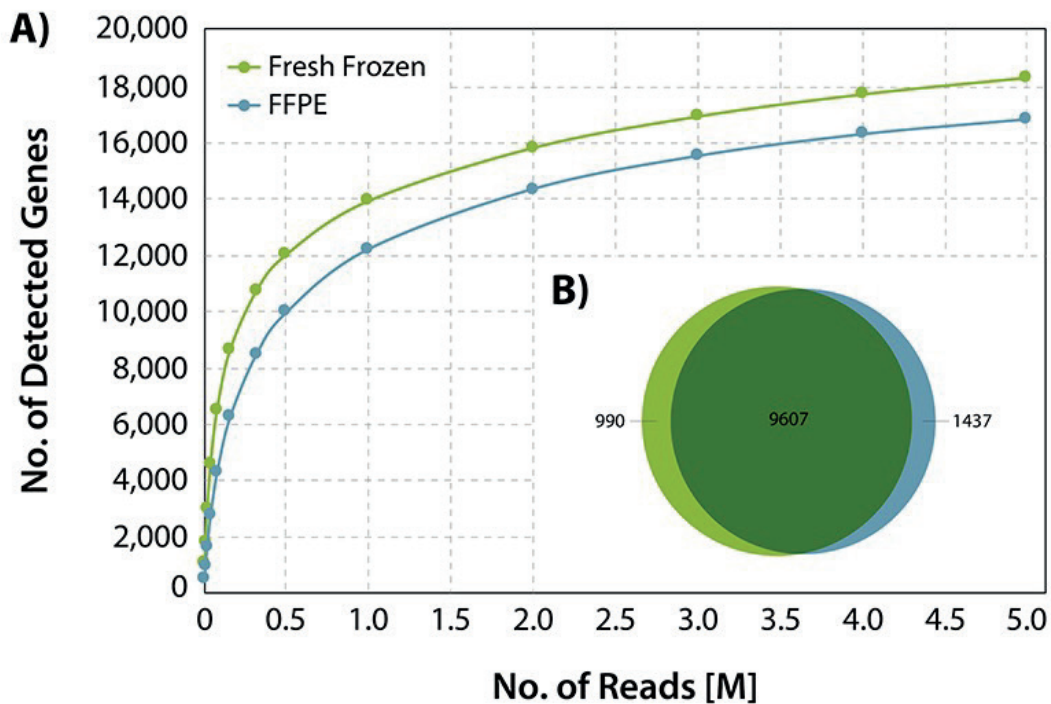 A)
No. of Detected Genes
20,000
18,000
16,000
14,000
12,000
10,000
8,000
6,000
4,000
2,000
0
Fresh Frozen
FFPE
B)
990
9607
1437
0 0.5 1.0 1.5 2.0 2.5 3.0 3.5 4.0 4.5 5.0
No. of Reads [M]